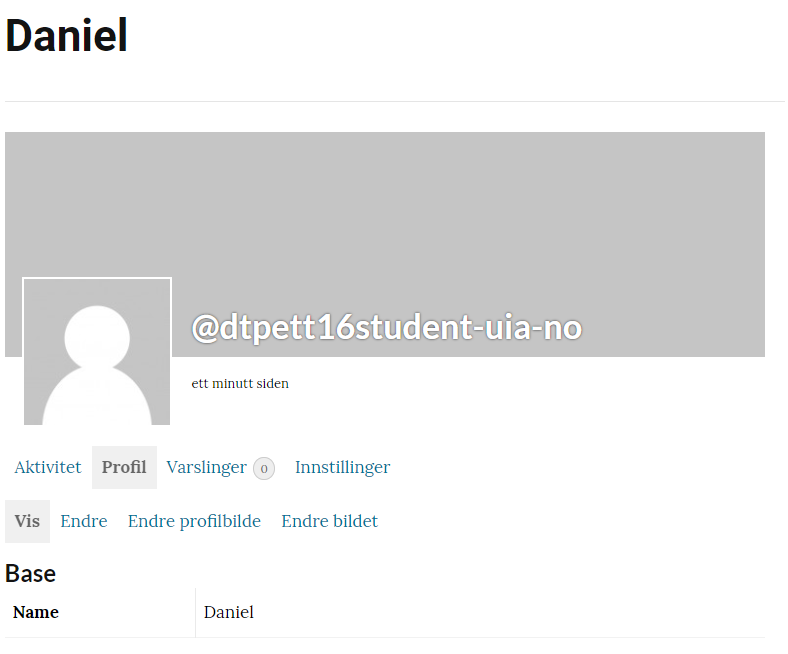 Daniel
@dtpett16student-uia-no
ett minutt siden
Aktivitet Profil Varslinger 0 Innstillinger
Vis Endre Endre profilbilde Endre bildet
Base
Name Daniel